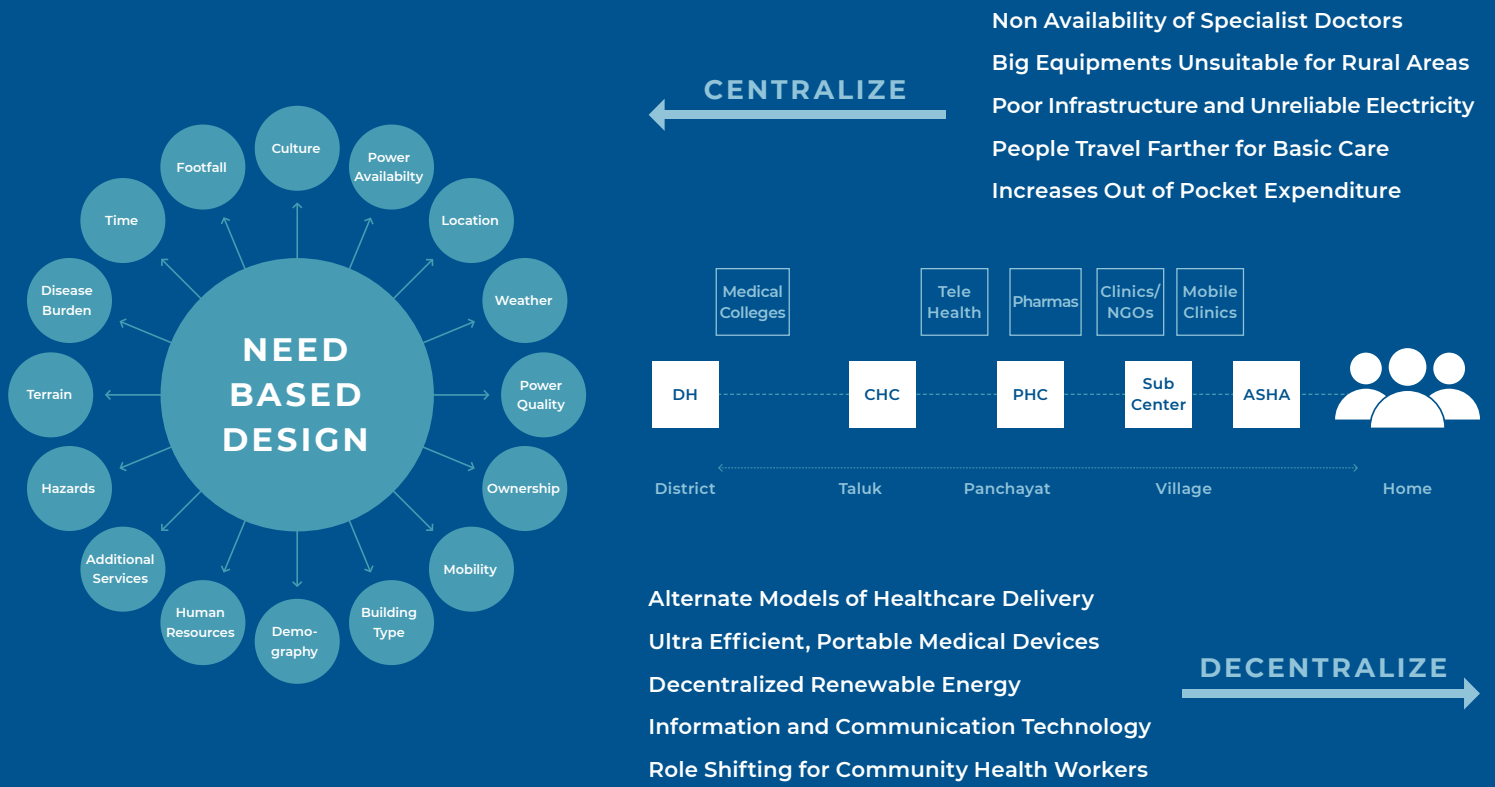 Culture
Power
Availabilty
Location
Weather
Power
Quality
Ownership
Mobility
Building
Type
Demo-
graphy
Human
Resources
Additional
Services
Hazards
Terrain
Disease
Burden
Time
Footfall
NEED
BASED
DESIGN
CENTRALIZE
Non Availability of Specialist Doctors
Big Equipments Unsuitable for Rural Areas
Poor Infrastructure and Unreliable Electricity
People Travel Farther for Basic Care
Increases Out of Pocket Expenditure
Medical
Colleges
Tele
Health
Pharmas
Clinics/
NGOs
Mobile
Clinics
DH
CHC
PHC
Sub
Center
ASHA
District
Taluk
Panchayat
Village
Home
Alternate Models of Healthcare Delivery
Ultra Efficient, Portable Medical Devices
Decentralized Renewable Energy
Information and Communication Technology
Role Shifting for Community Health Workers
DECENTRALIZE